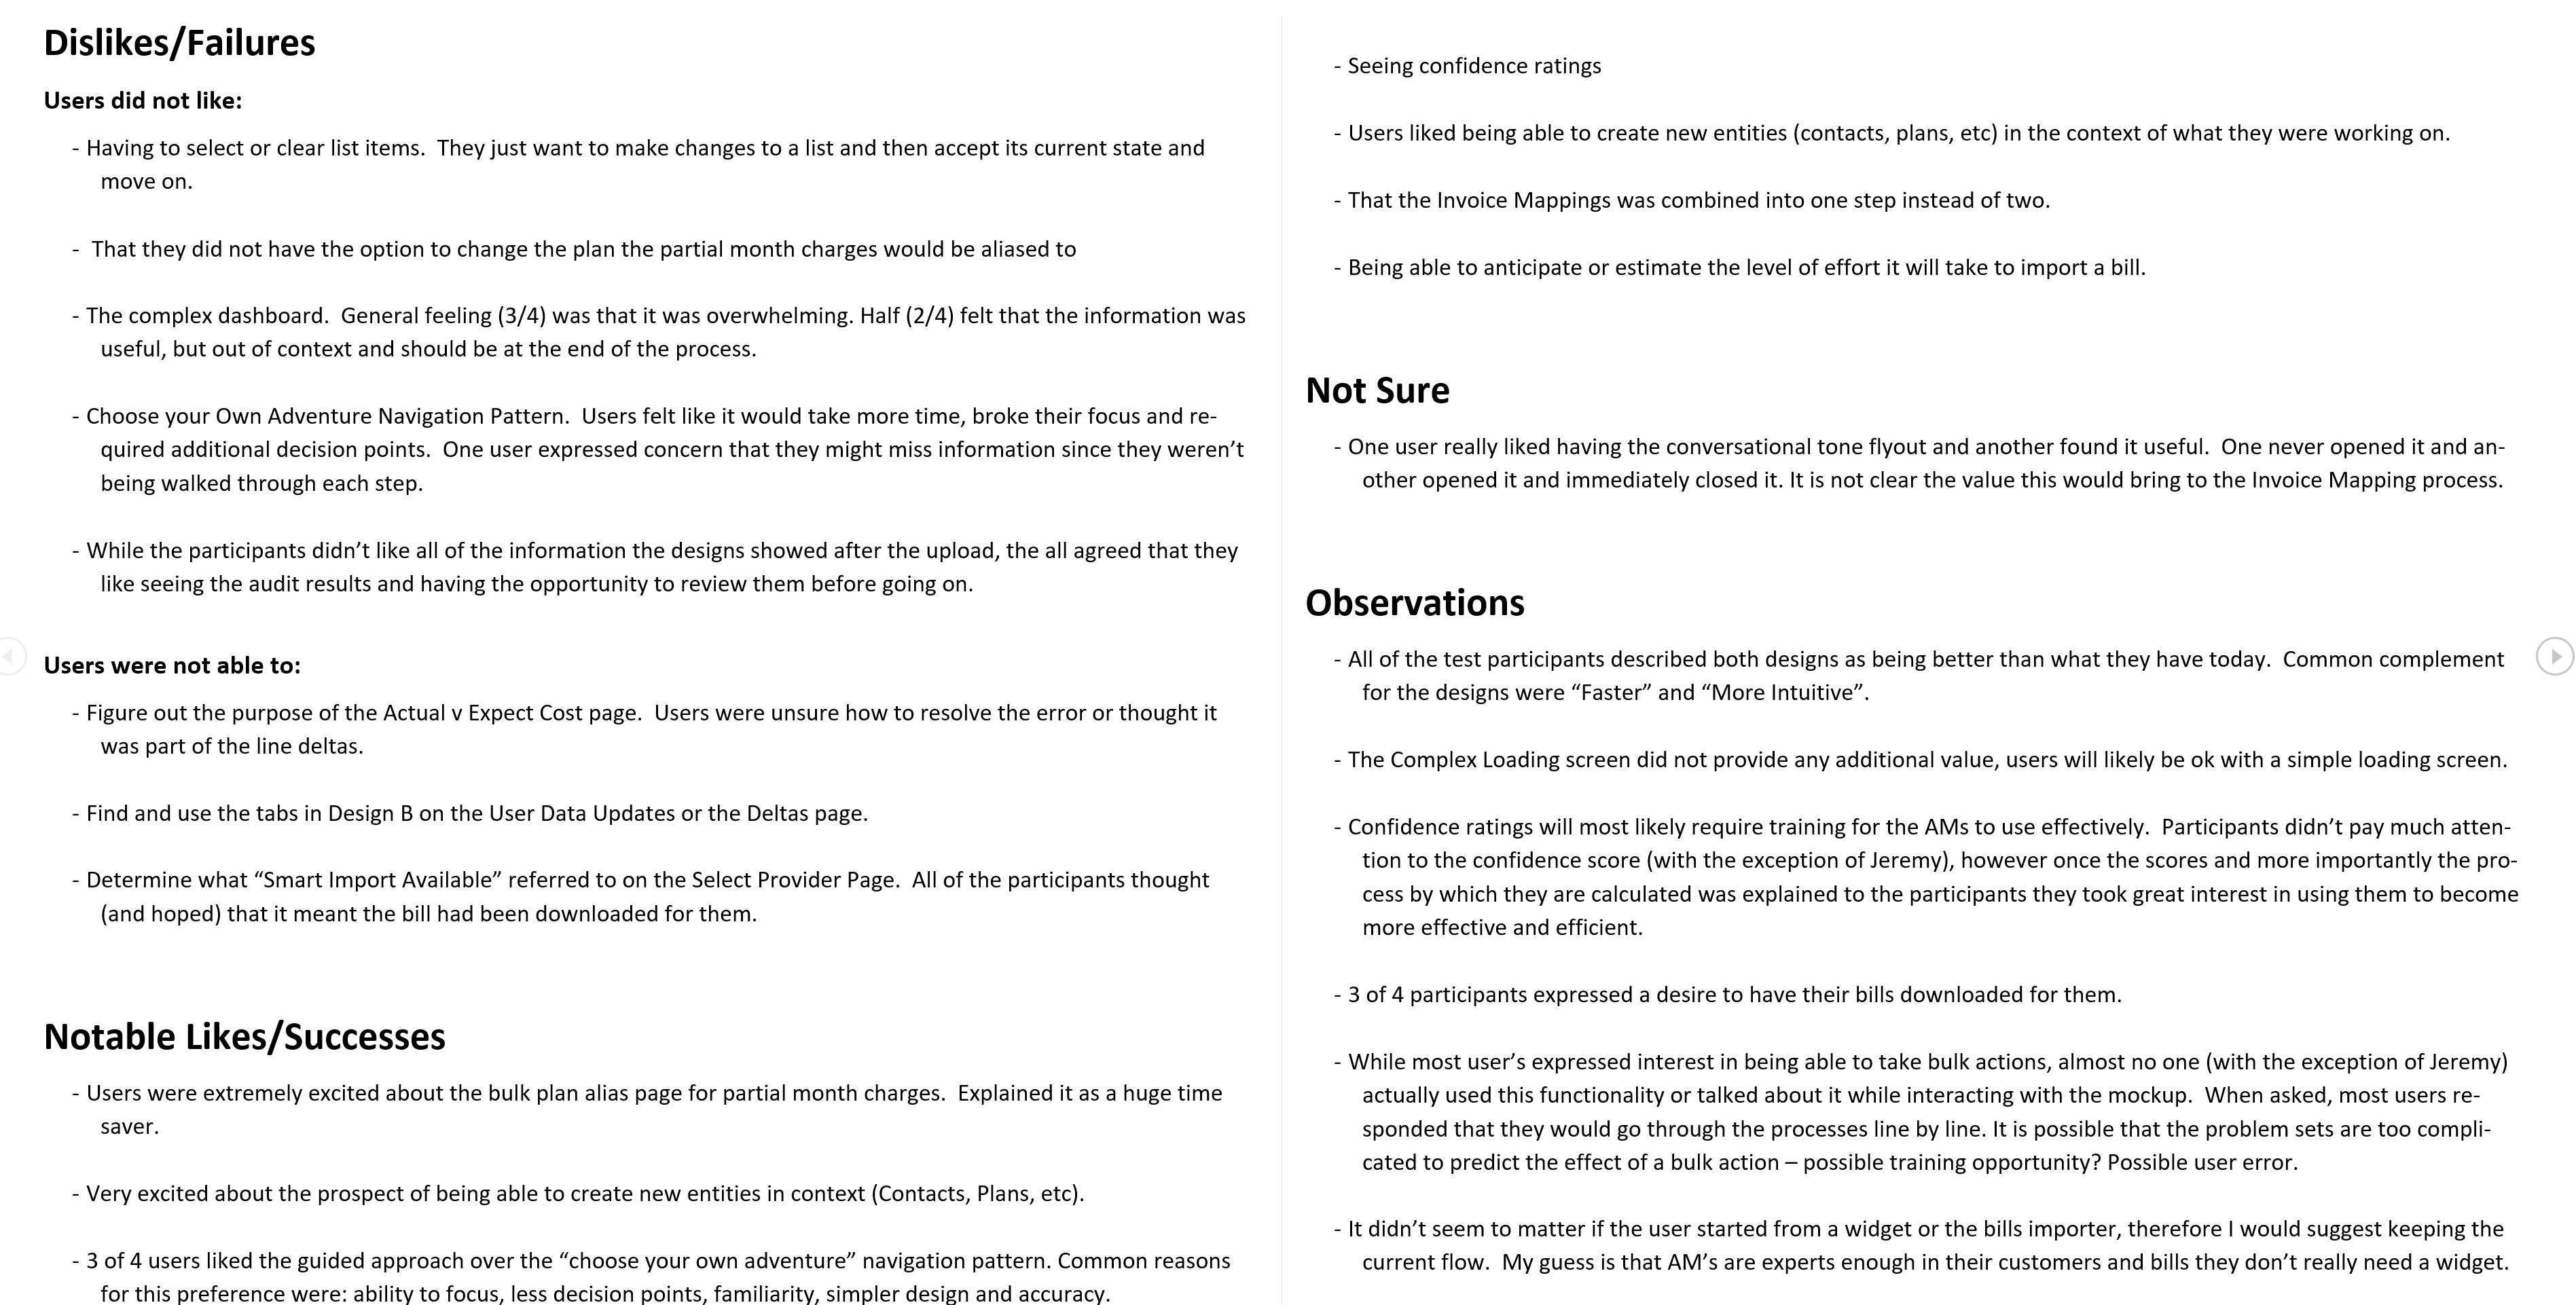 Dislikes/Failures
Users did not like:
- Having to select or clear list items.  They just want to make changes to a list and then accept its current state and
move on.
-  That they did not have the option to change the plan the partial month charges would be aliased to
- The complex dashboard.  General feeling (3/4) was that it was overwhelming. Half (2/4) felt that the information was
useful, but out of context and should be at the end of the process.
- Choose your Own Adventure Navigation Pattern.  Users felt like it would take more time, broke their focus and re-
quired additional decision points.  One user expressed concern that they might miss information since they weren’t
being walked through each step.
- While the participants didn’t like all of the information the designs showed after the upload, the all agreed that they
like seeing the audit results and having the opportunity to review them before going on.
Users were not able to:
- Figure out the purpose of the Actual v Expect Cost page.  Users were unsure how to resolve the error or thought it
was part of the line deltas.
- Find and use the tabs in Design B on the User Data Updates or the Deltas page.
- Determine what “Smart Import Available” referred to on the Select Provider Page.  All of the participants thought
(and hoped) that it meant the bill had been downloaded for them.
Notable Likes/Successes
- Users were extremely excited about the bulk plan alias page for partial month charges.  Explained it as a huge time
saver.
- Very excited about the prospect of being able to create new entities in context (Contacts, Plans, etc).
- 3 of 4 users liked the guided approach over the “choose your own adventure” navigation pattern. Common reasons
for this preference were: ability to focus, less decision points, familiarity, simpler design and accuracy.
- Seeing confidence ratings
- Users liked being able to create new entities (contacts, plans, etc) in the context of what they were working on.
- That the Invoice Mappings was combined into one step instead of two.
- Being able to anticipate or estimate the level of effort it will take to import a bill.
Not Sure
- One user really liked having the conversational tone flyout and another found it useful.  One never opened it and an-
other opened it and immediately closed it. It is not clear the value this would bring to the Invoice Mapping process.
Observations
- All of the test participants described both designs as being better than what they have today.  Common complement
for the designs were “Faster” and “More Intuitive”.
- The Complex Loading screen did not provide any additional value, users will likely be ok with a simple loading screen.
- Confidence ratings will most likely require training for the AMs to use effectively.  Participants didn’t pay much atten-
tion to the confidence score (with the exception of Jeremy), however once the scores and more importantly the pro-
cess by which they are calculated was explained to the participants they took great interest in using them to become
more effective and efficient.
- 3 of 4 participants expressed a desire to have their bills downloaded for them.
- While most user’s expressed interest in being able to take bulk actions, almost no one (with the exception of Jeremy)
actually used this functionality or talked about it while interacting with the mockup.  When asked, most users re-
sponded that they would go through the processes line by line. It is possible that the problem sets are too compli-
cated to predict the effect of a bulk action – possible training opportunity? Possible user error.
- It didn’t seem to matter if the user started from a widget or the bills importer, therefore I would suggest keeping the
current flow.  My guess is that AM’s are experts enough in their customers and bills they don’t really need a widget.